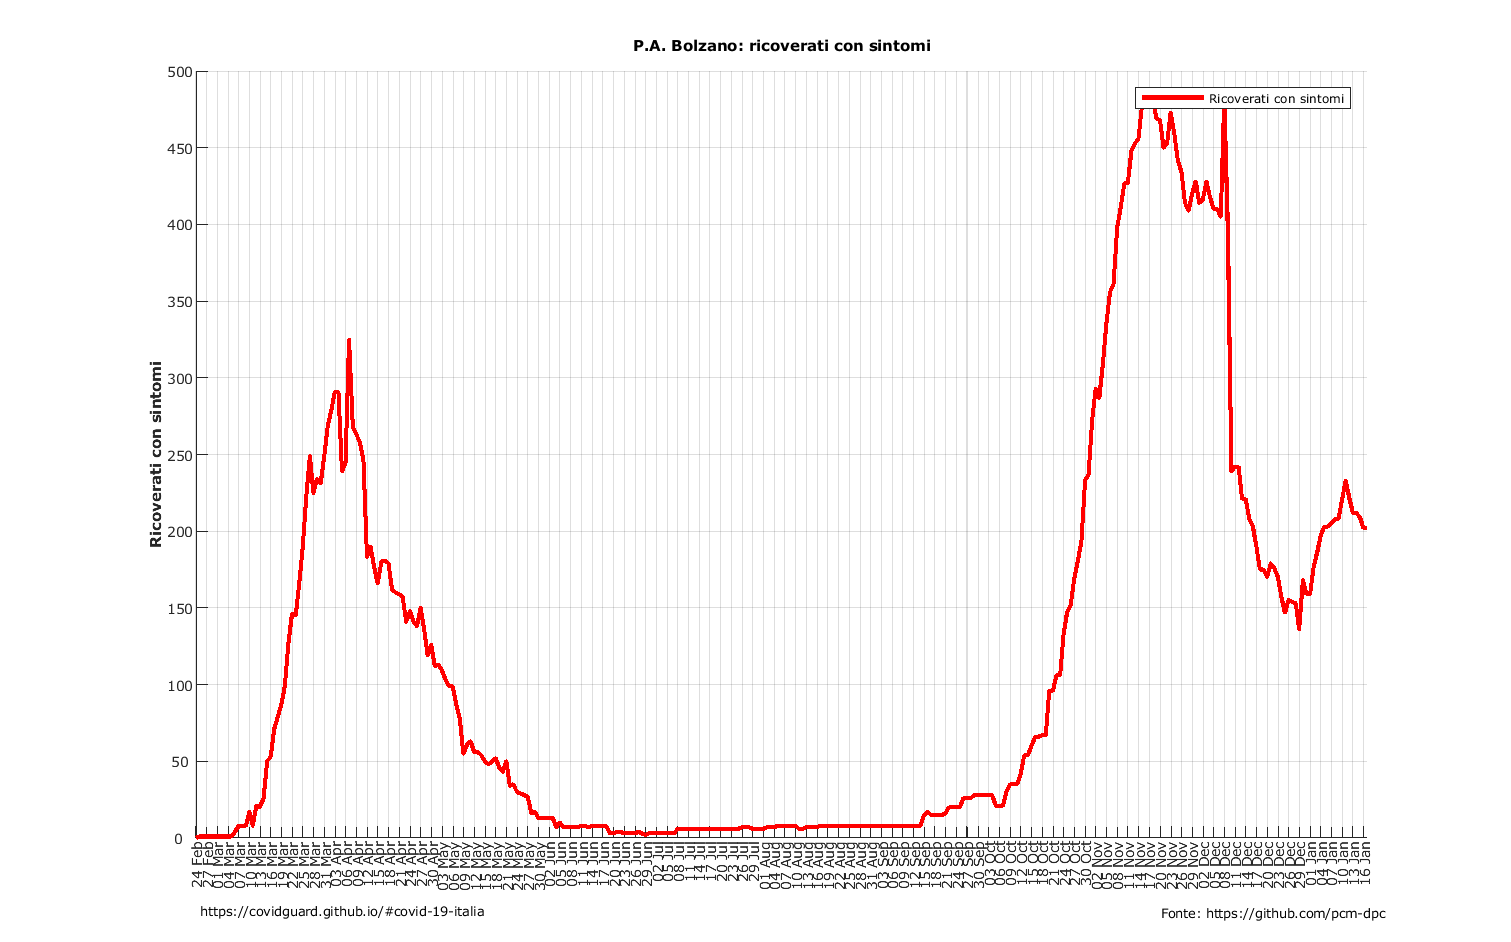 P.A. Bolzano: ricoverati con sintomi
500
450
400
350
300
250
200
150
100
50
0
Ricoverati con sintomi
Ricoverati con sintomi
24 Feb
27 Feb
01 Mar
04 Mar
07 Mar
10 Mar
13 Mar
16 Mar
19 Mar
22 Mar
25 Mar
28 Mar
31 Mar
03 Apr
06 Apr
09 Apr
12 Apr
15 Apr
18 Apr
21 Apr
24 Apr
27 Apr
30 Apr
03 May
06 May
09 May
12 May
15 May
18 May
21 May
24 May
27 May
30 May
02 Jun
05 Jun
08 Jun
11 Jun
14 Jun
17 Jun
20 Jun
23 Jun
26 Jun
29 Jun
02 Jul
05 Jul
08 Jul
11 Jul
14 Jul
17 Jul
20 Jul
23 Jul
26 Jul
29 Jul
01 Aug
04 Aug
07 Aug
10 Aug
13 Aug
16 Aug
19 Aug
22 Aug
25 Aug
28 Aug
31 Aug
03 Sep
06 Sep
09 Sep
12 Sep
15 Sep
18 Sep
21 Sep
24 Sep
27 Sep
30 Sep
03 Oct
06 Oct
09 Oct
12 Oct
15 Oct
18 Oct
21 Oct
24 Oct
27 Oct
30 Oct
02 Nov
05 Nov
08 Nov
11 Nov
14 Nov
17 Nov
20 Nov
23 Nov
26 Nov
29 Nov
02 Dec
05 Dec
08 Dec
11 Dec
14 Dec
17 Dec
20 Dec
23 Dec
26 Dec
29 Dec
01 Jan
04 Jan
07 Jan
10 Jan
13 Jan
16 Jan
https://covidguard.github.io/#covid-19-italia
Fonte: https://github.com/pcm-dpc